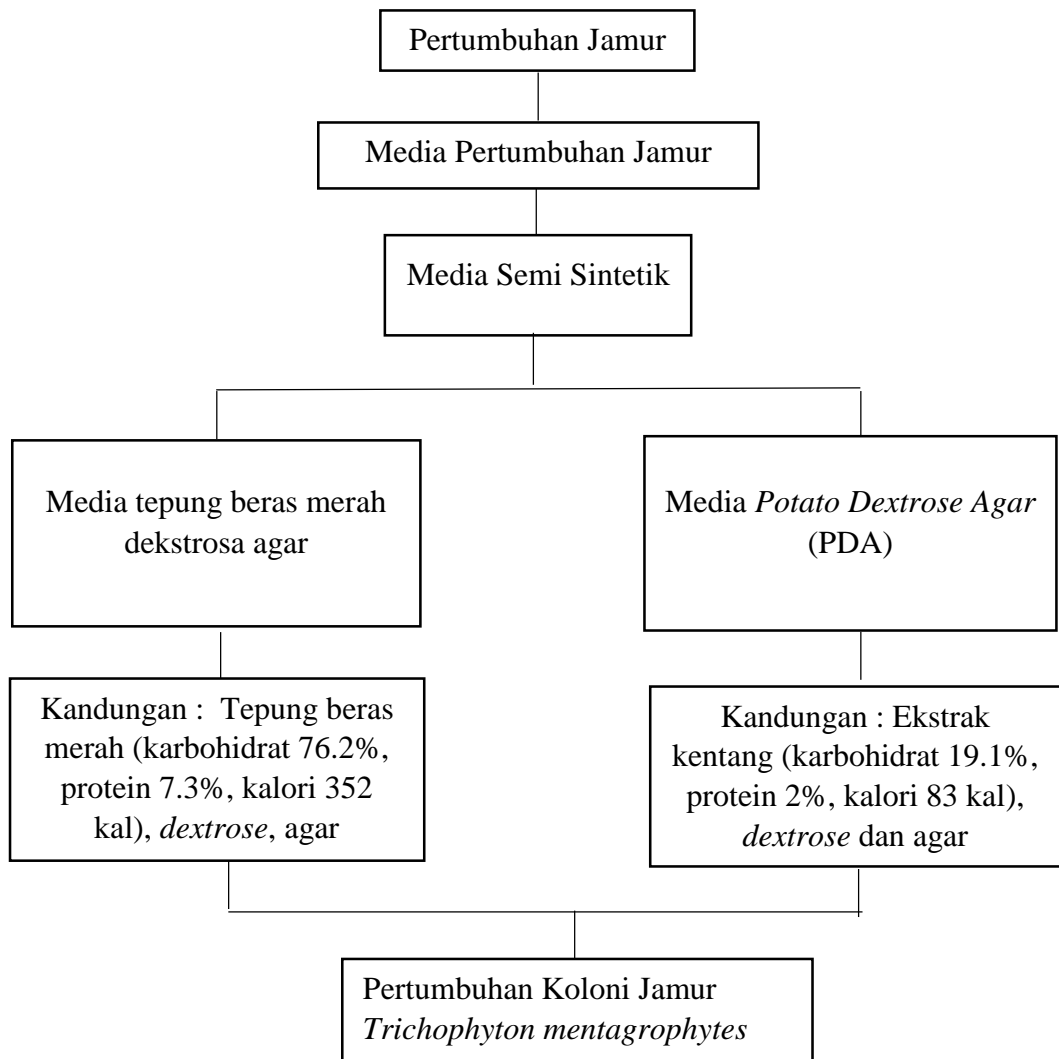 Pertumbuhan Jamur
Media Pertumbuhan Jamur
Media Semi Sintetik
Media tepung beras merah
dekstrosa agar
Media Potato Dextrose Agar
(PDA)
Kandungan : Tepung beras
merah (karbohidrat 76.2%,
protein 7.3%, kalori 352
kal), dextrose, agar
Kandungan : Ekstrak
kentang (karbohidrat 19.1%,
protein 2%, kalori 83 kal),
dextrose dan agar
Pertumbuhan Koloni Jamur
Trichophyton mentagrophytes